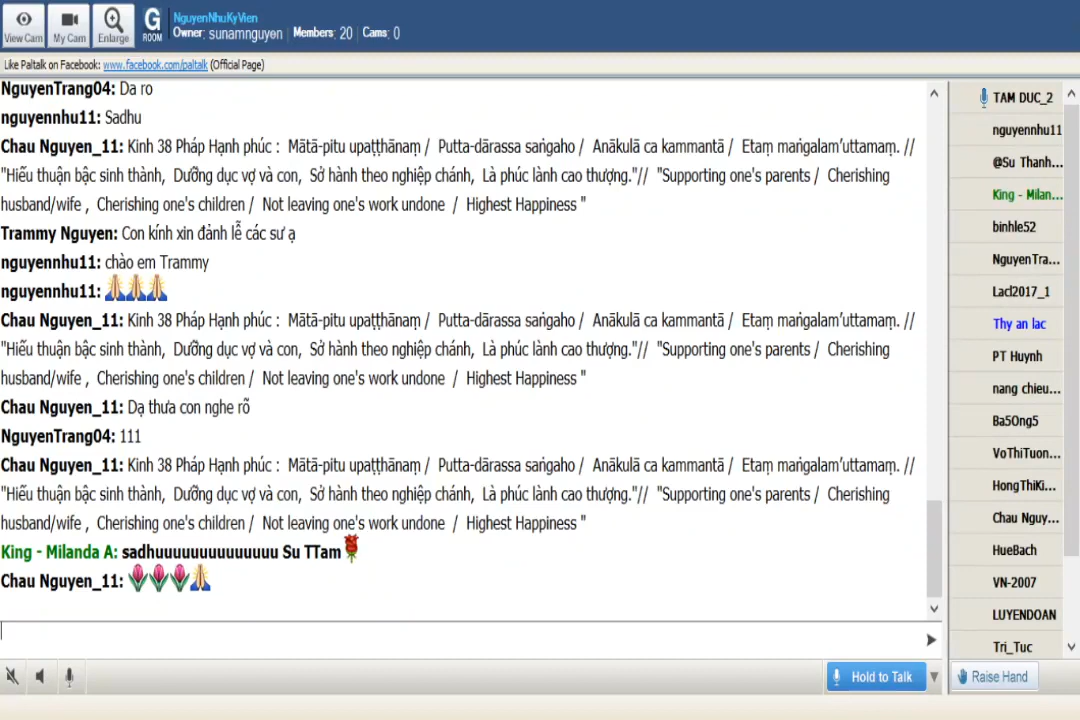 View Cam
My Cam
Enlarge
G
ROOM
NguyenNhuKyVien
Owner: sunamnguyen Members: 20 Cams: 0
Like Paltalk on Facebook: www.facebook.com/paltalk (Official Page)
NguyenTrang04: Da ro
nguyennhu11: Sadhu
Chau Nguyen_11: Kinh 38 Pháp Hạnh phúc : Mātā-pitu upaṭṭhānaṃ / Putta-dārassa saṅgaho / Anākulā ca kammantā / Etaṃ maṅgalam’uttamaṃ. //
"Hiếu thuận bậc sinh thành, Dưỡng dục vợ và con, Sở hành theo nghiệp chánh, Là phúc lành cao thượng."// "Supporting one's parents / Cherishing
husband/wife , Cherishing one's children / Not leaving one's work undone / Highest Happiness "
Trammy Nguyen: Con kính xin đảnh lễ các sư ạ
nguyennhu11: chào em Trammy
nguyennhu11: 🙏🙏🙏
Chau Nguyen_11: Kinh 38 Pháp Hạnh phúc : Mātā-pitu upaṭṭhānaṃ / Putta-dārassa saṅgaho / Anākulā ca kammantā / Etaṃ maṅgalam’uttamaṃ. //
"Hiếu thuận bậc sinh thành, Dưỡng dục vợ và con, Sở hành theo nghiệp chánh, Là phúc lành cao thượng."// "Supporting one's parents / Cherishing
husband/wife , Cherishing one's children / Not leaving one's work undone / Highest Happiness "
Chau Nguyen_11: Dạ thưa con nghe rõ
NguyenTrang04: 111
Chau Nguyen_11: Kinh 38 Pháp Hạnh phúc : Mātā-pitu upaṭṭhānaṃ / Putta-dārassa saṅgaho / Anākulā ca kammantā / Etaṃ maṅgalam’uttamaṃ. //
"Hiếu thuận bậc sinh thành, Dưỡng dục vợ và con, Sở hành theo nghiệp chánh, Là phúc lành cao thượng."// "Supporting one's parents / Cherishing
husband/wife , Cherishing one's children / Not leaving one's work undone / Highest Happiness "
King - Milanda A: sadhuuuuuuuuuuuuuu Su TTam🌹
Chau Nguyen_11: 🌷🌷🌷🙏
Hold to Talk
TAM DUC_2
nguyennhu11
@Su Thanh...
King - Milan...
binhle52
NguyenTra...
Lacl2017_1
Thy an lac
PT Huynh
nang chieu...
Ba5Ong5
VoThiTuon...
HongThiKi...
Chau Nguy...
HueBach
VN-2007
LUYENDOAN
Tri_Tuc
Raise Hand